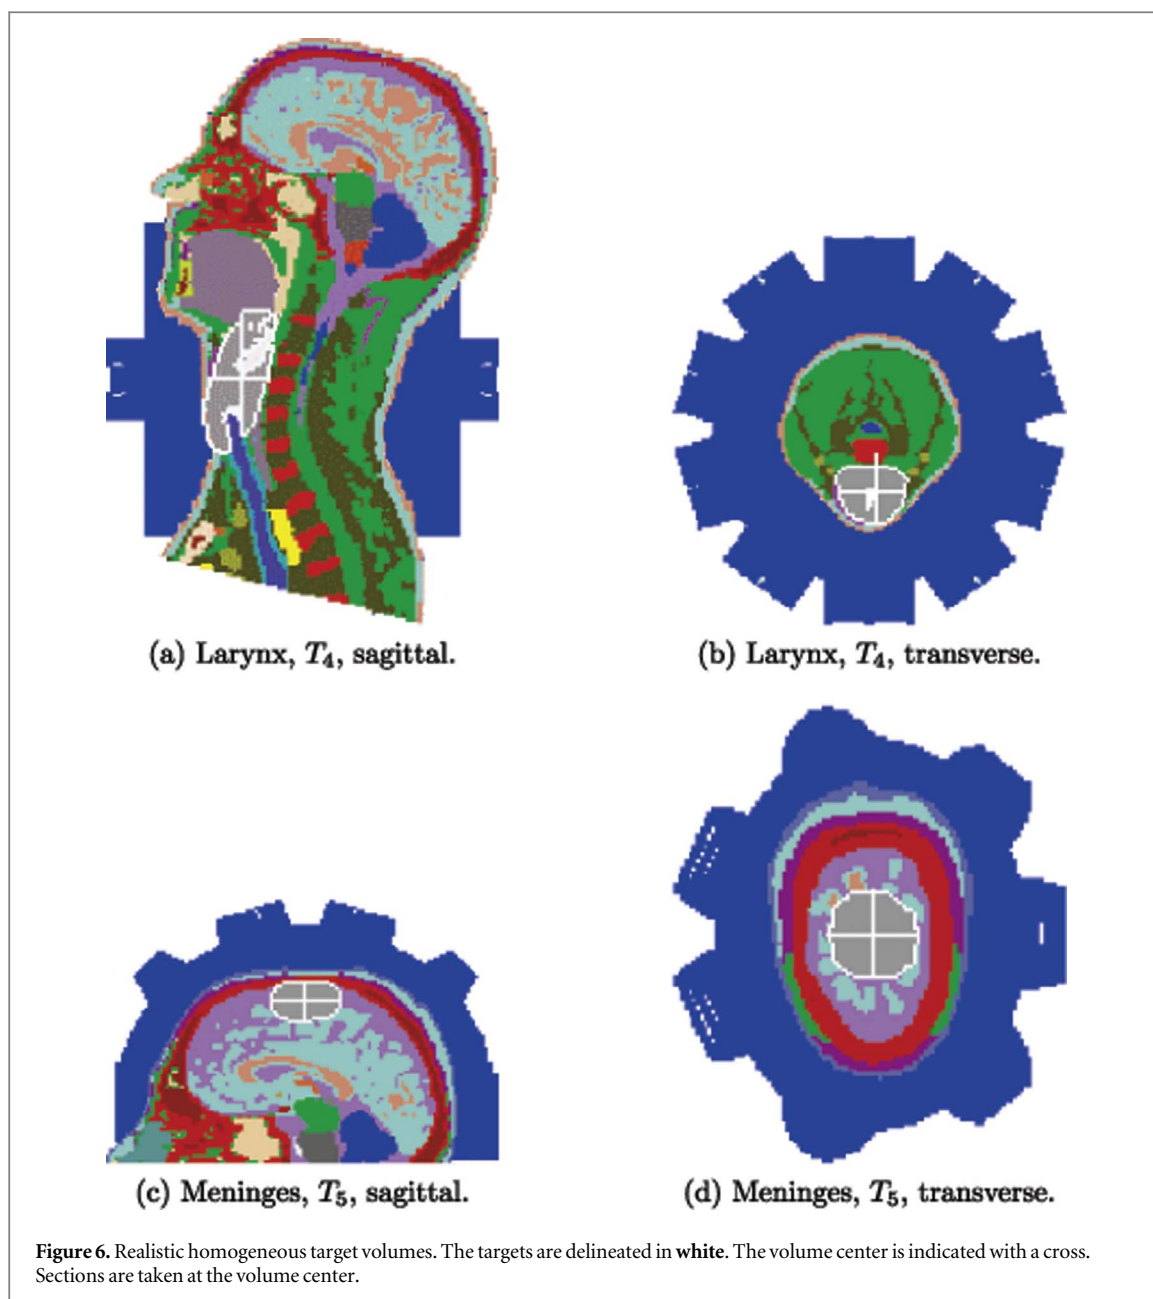 (a) Larynx, T4, sagittal.
(b) Larynx, T4, transverse.
(c) Meninges, T5, sagittal.
(d) Meninges, T5, transverse.
Figure 6. Realistic homogeneous target volumes. The targets are delineated in white. The volume center is indicated with a cross.
Sections are taken at the volume center.